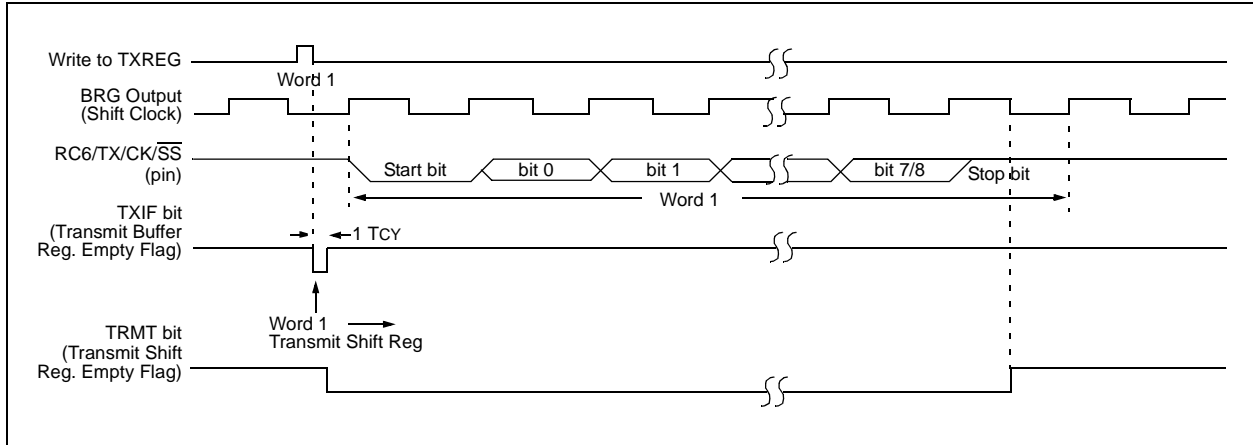 Write to TXREG
Word 1
BRG Output
(Shift Clock)
RC6/TX/CK/SS
(pin)
Start bit
bit 0
bit 1
bit 7/8
Stop bit
Word 1
TXIF bit
(Transmit Buffer
Reg. Empty Flag)
1 TCY
Word 1
Transmit Shift Reg
TRMT bit
(Transmit Shift
Reg. Empty Flag)